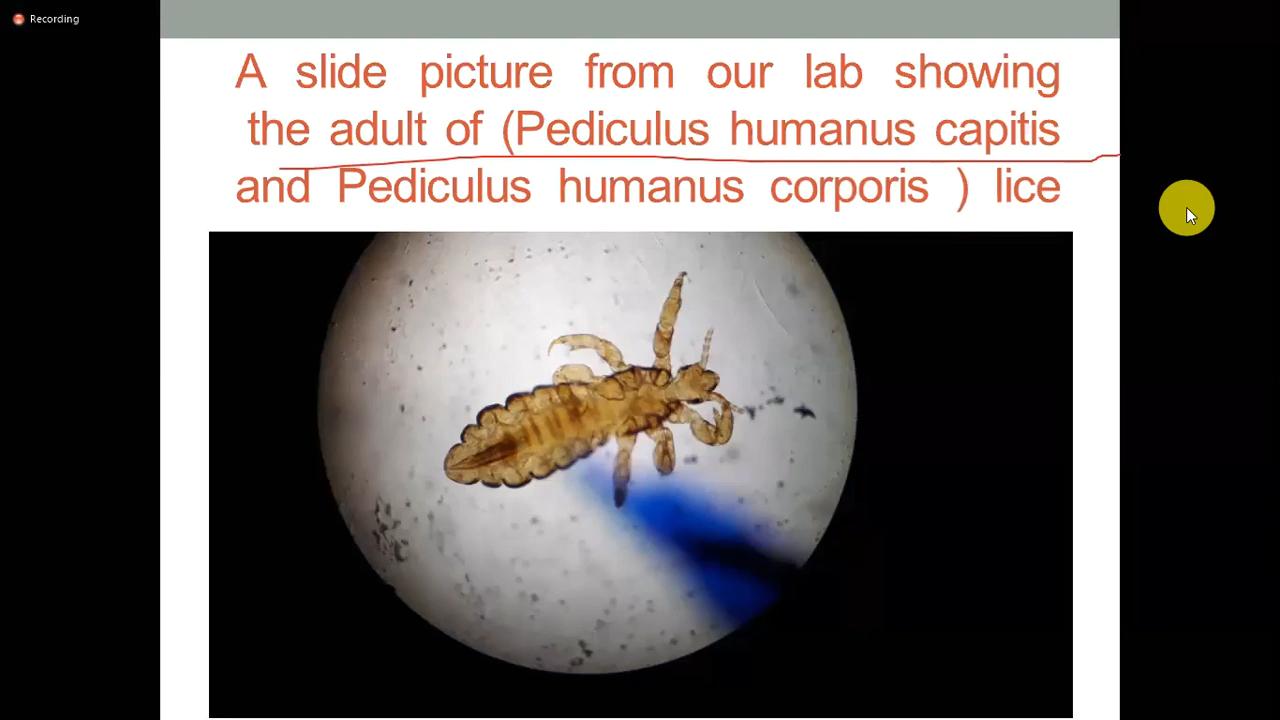 Recording
A slide picture from our lab showing
the adult of (Pediculus humanus capitis
and Pediculus humanus corporis ) lice